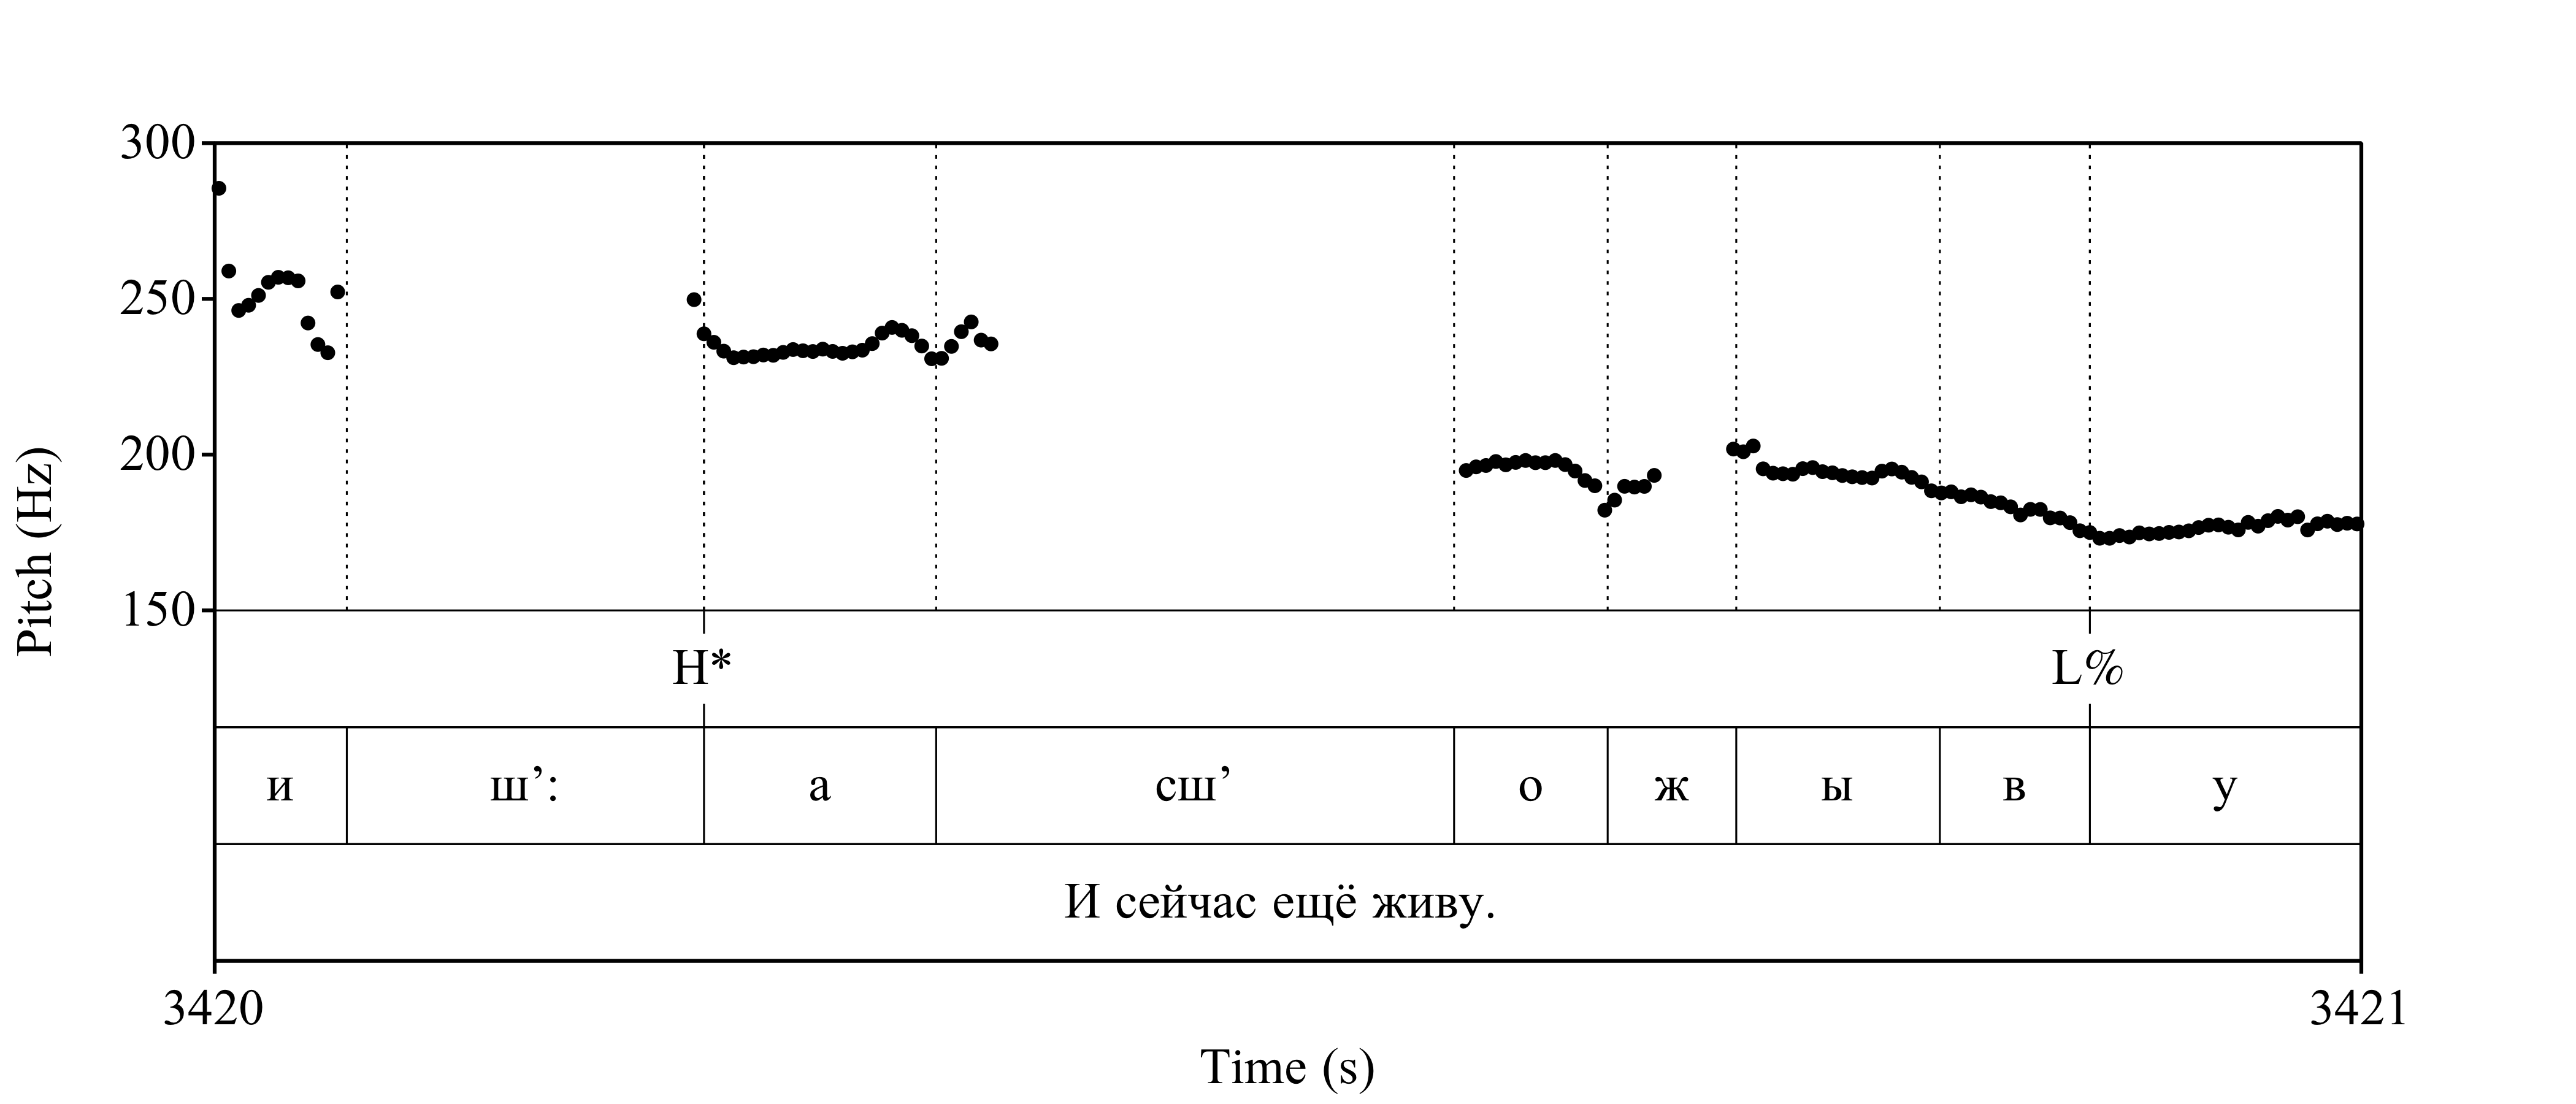 300
250
200
150
Pitch (Hz)
H* L%
и ш’: а сш’ о ж ы в у
И сейчас ещё живу.
3420 3421
Time (s)